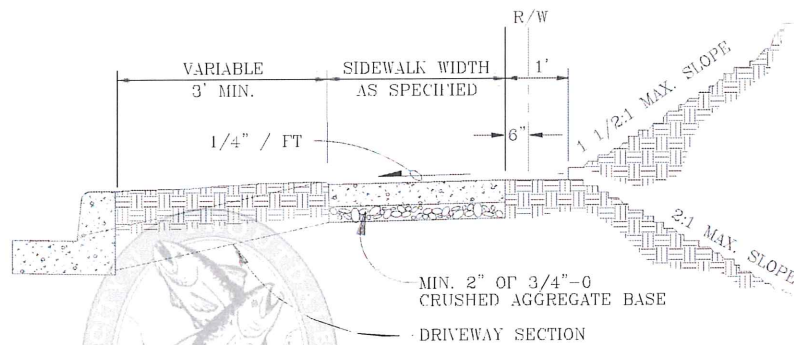 R/W
VARIABLE
3' MIN.
SIDEWALK WIDTH
AS SPECIFIED
1'
1/4" / FT
6"
1 1/2:1 MAX. SLOPE
2:1 MAX. SLOPE
MIN. 2" OF 3/4"-0
CRUSHED AGGREGATE BASE
DRIVEWAY SECTION